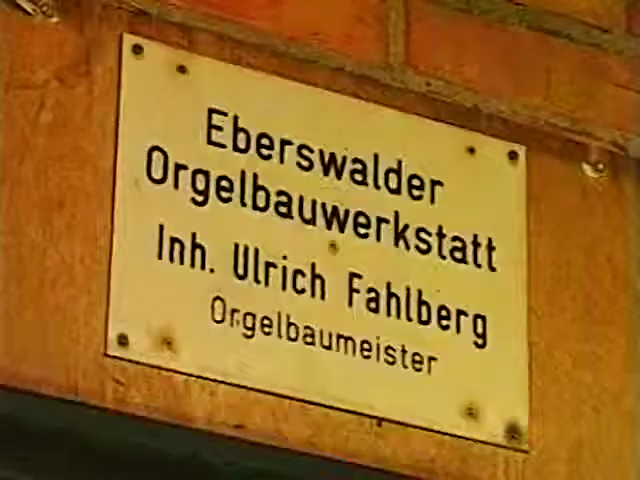 Eberswalder
Orgelbauwerkstatt
Inh. Ulrich Fahlberg
Orgelbaumeister